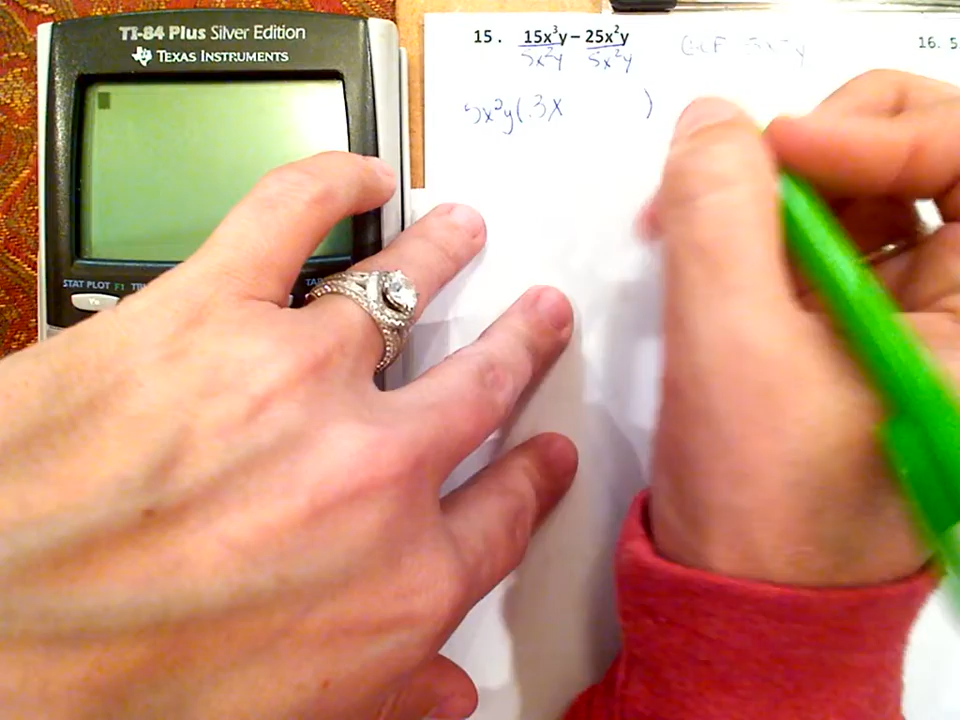 TI-84 Plus Silver Edition
TEXAS INSTRUMENTS
STAT PLOT F1
Y=
15. 15x³y – 25x²y
5x²y 5x²y
GCF 5x²y
5x²y(3x )
16. 5